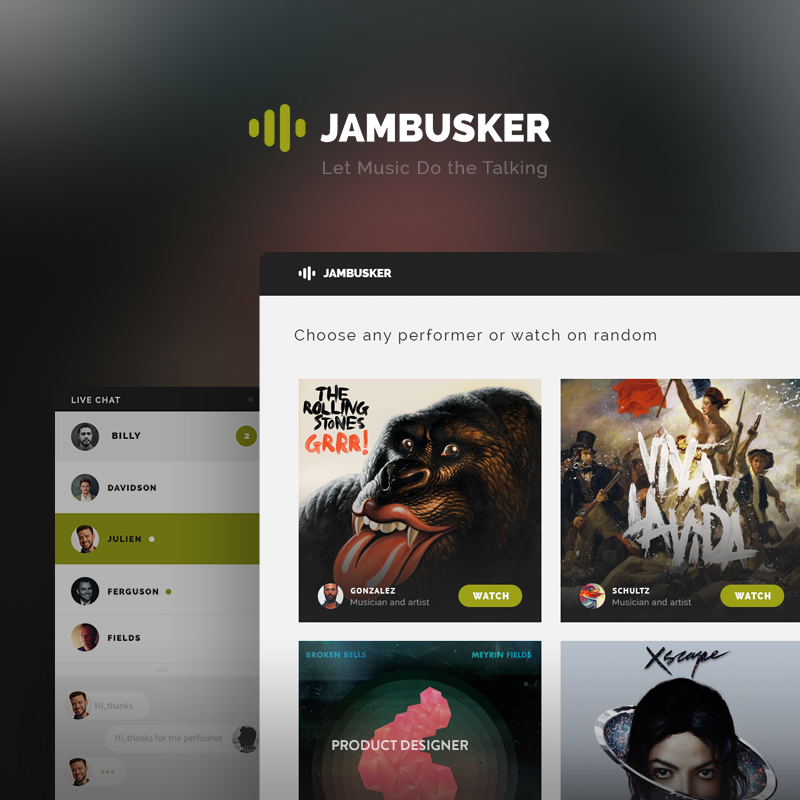 JAMBUSKER
Let Music Do the Talking
JAMBUSKER
Choose any performer or watch on random
LIVE CHAT
BILLY
2
DAVIDSON
JULIEN
FERGUSON
FIELDS
Hi, thanks
Hi, thanks for the performer
THE
ROLLING
STONES
GRRR!
GONZALEZ
Musician and artist
WATCH
VIVA
LA VIDA
SCHULTZ
Musician and artist
WATCH
BROKEN BELLS
MEYRIN FIELDS
PRODUCT DESIGNER
Xscape